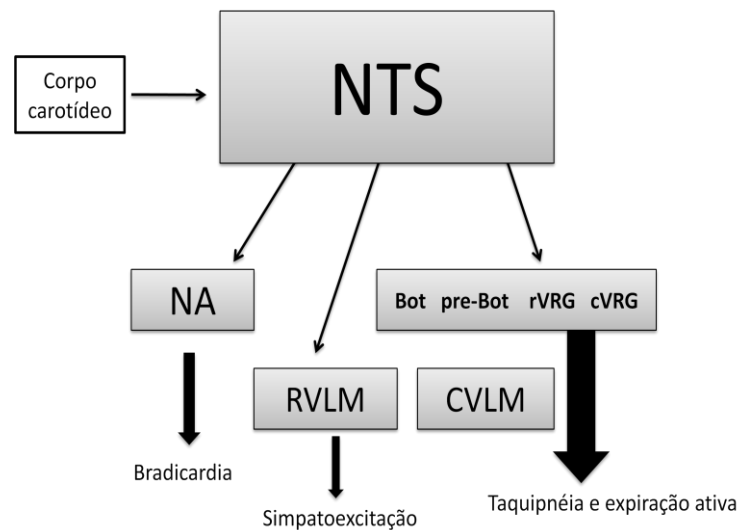 Corpo
carotídeo
NTS
NA
Bot pre-Bot rVRG cVRG
RVLM
CVLM
Bradicardia
Simpatoexcitação
Taquipnéia e expiração ativa